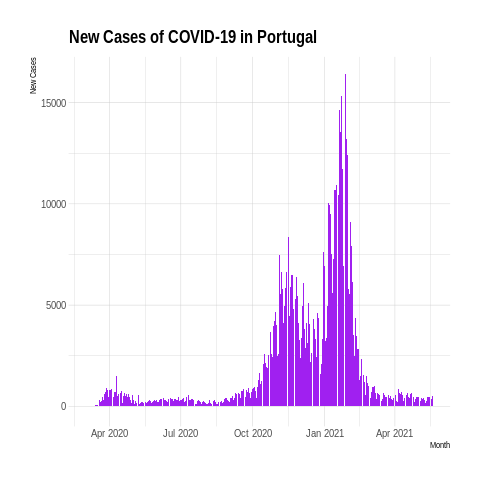 New Cases of COVID-19 in Portugal
New Cases
15000
10000
5000
0
Apr 2020 Jul 2020 Oct 2020 Jan 2021 Apr 2021
Month